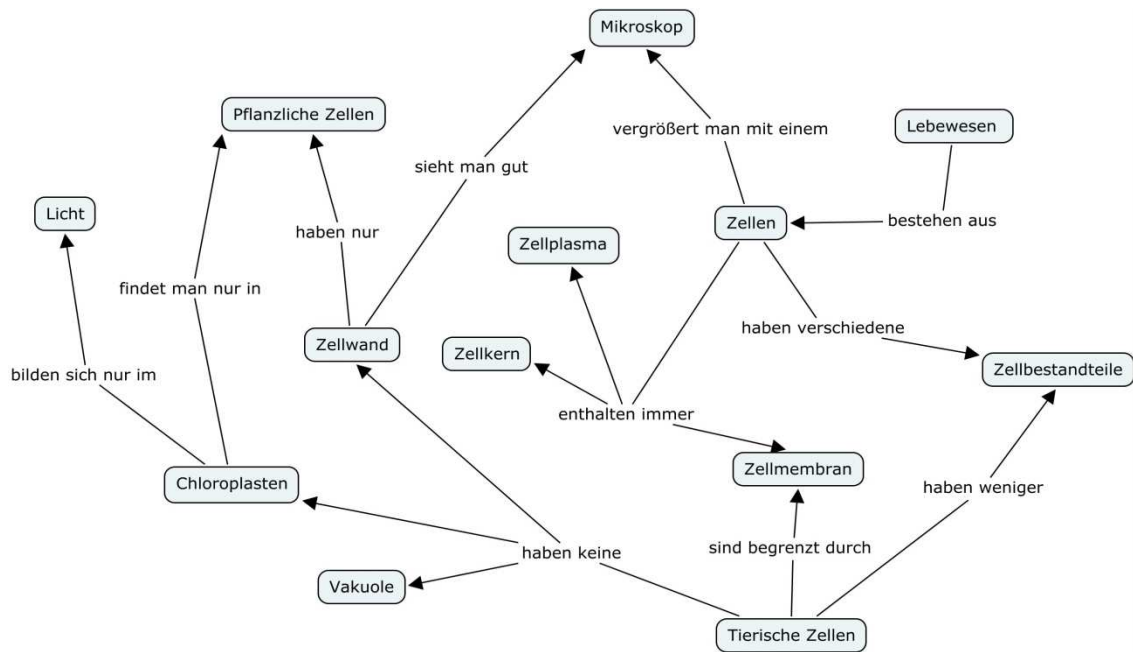 Mikroskop
Pflanzliche Zellen
Lebewesen
vergrößert man mit einem
sieht man gut
Licht
Zellen
bestehen aus
haben nur
Zellplasma
findet man nur in
haben verschiedene
Zellwand
Zellkern
Zellbestandteile
bilden sich nur im
enthalten immer
Zellmembran
Chloroplasten
haben weniger
sind begrenzt durch
haben keine
Vakuole
Tierische Zellen